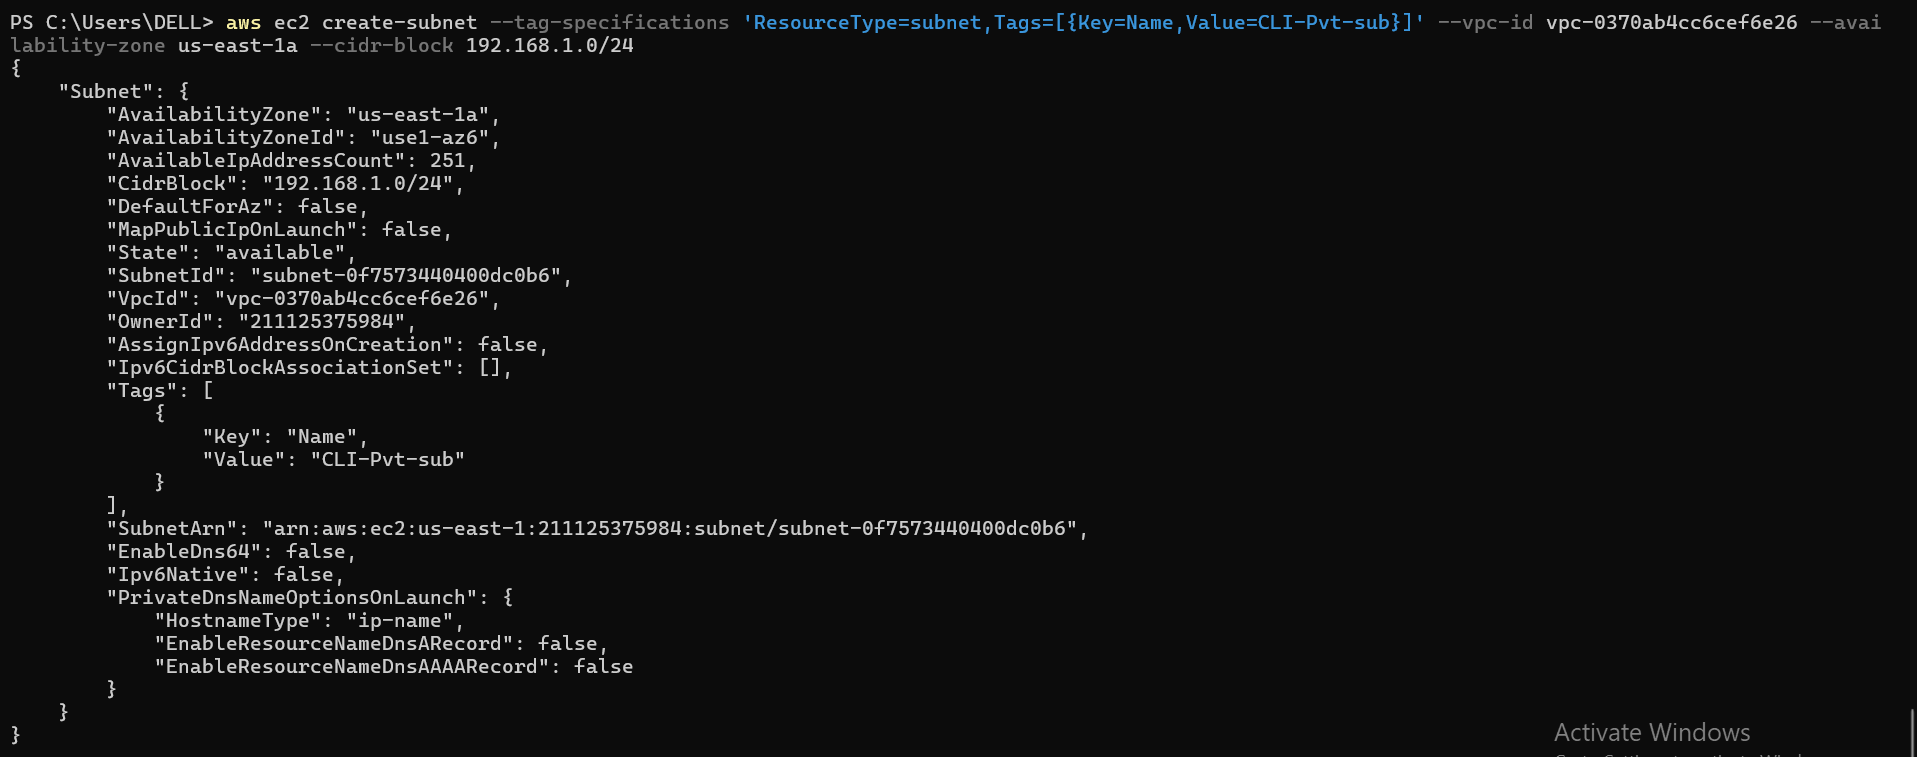 PS C:\Users\DELL> aws ec2 create-subnet --tag-specifications 'ResourceType=subnet,Tags=[{Key=Name,Value=CLI-Pvt-sub}]' --vpc-id vpc-0370ab4cc6cef6e26 --avai
lability-zone us-east-1a --cidr-block 192.168.1.0/24
{
    "Subnet": {
        "AvailabilityZone": "us-east-1a",
        "AvailabilityZoneId": "use1-az6",
        "AvailableIpAddressCount": 251,
        "CidrBlock": "192.168.1.0/24",
        "DefaultForAz": false,
        "MapPublicIpOnLaunch": false,
        "State": "available",
        "SubnetId": "subnet-0f7573440400dc0b6",
        "VpcId": "vpc-0370ab4cc6cef6e26",
        "OwnerId": "211125375984",
        "AssignIpv6AddressOnCreation": false,
        "Ipv6CidrBlockAssociationSet": [],
        "Tags": [
            {
                "Key": "Name",
                "Value": "CLI-Pvt-sub"
            }
        ],
        "SubnetArn": "arn:aws:ec2:us-east-1:211125375984:subnet/subnet-0f7573440400dc0b6",
        "EnableDns64": false,
        "Ipv6Native": false,
        "PrivateDnsNameOptionsOnLaunch": {
            "HostnameType": "ip-name",
            "EnableResourceNameDnsARecord": false,
            "EnableResourceNameDnsAAAARecord": false
        }
    }
}
Activate Windows